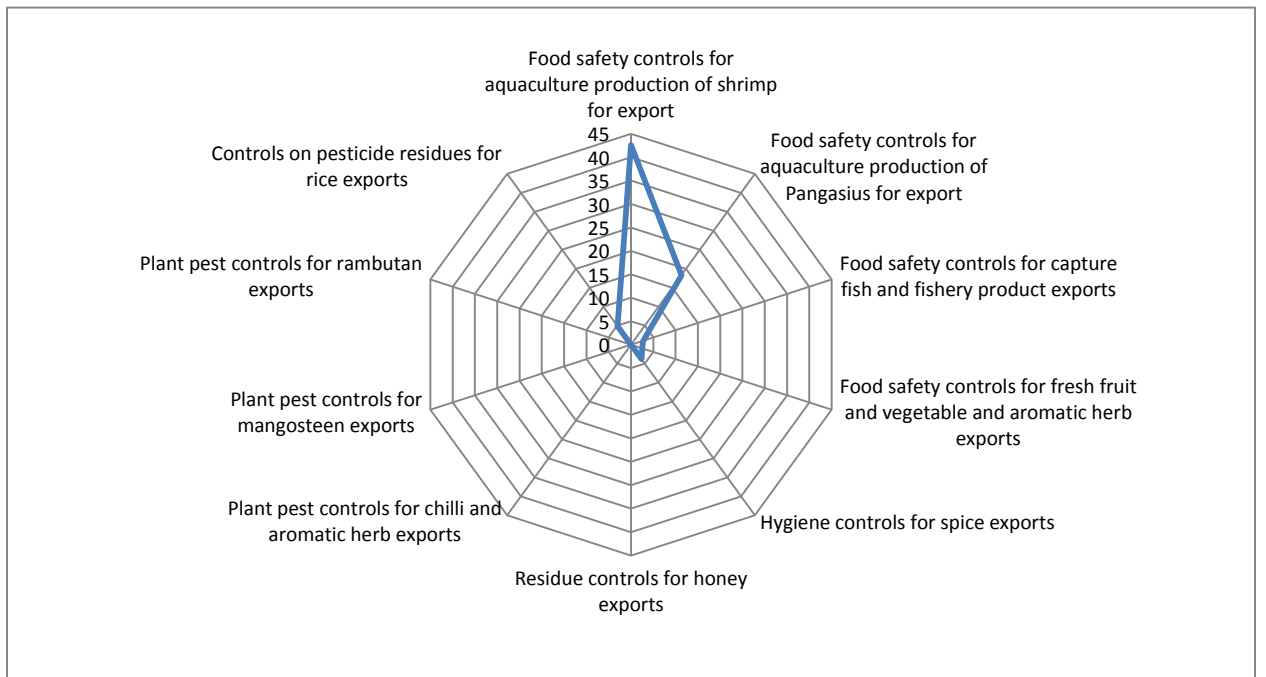 Food safety controls for
aquaculture production of shrimp
for export
Food safety controls for
aquaculture production of
Pangasius for export
Food safety controls for capture
fish and fishery product exports
Food safety controls for fresh fruit
and vegetable and aromatic herb
exports
Hygiene controls for spice exports
Residue controls for honey
exports
Plant pest controls for chilli and
aromatic herb exports
Plant pest controls for
mangosteen exports
Plant pest controls for rambutan
exports
Controls on pesticide residues for
rice exports
45
40
35
30
25
20
15
10
5
0